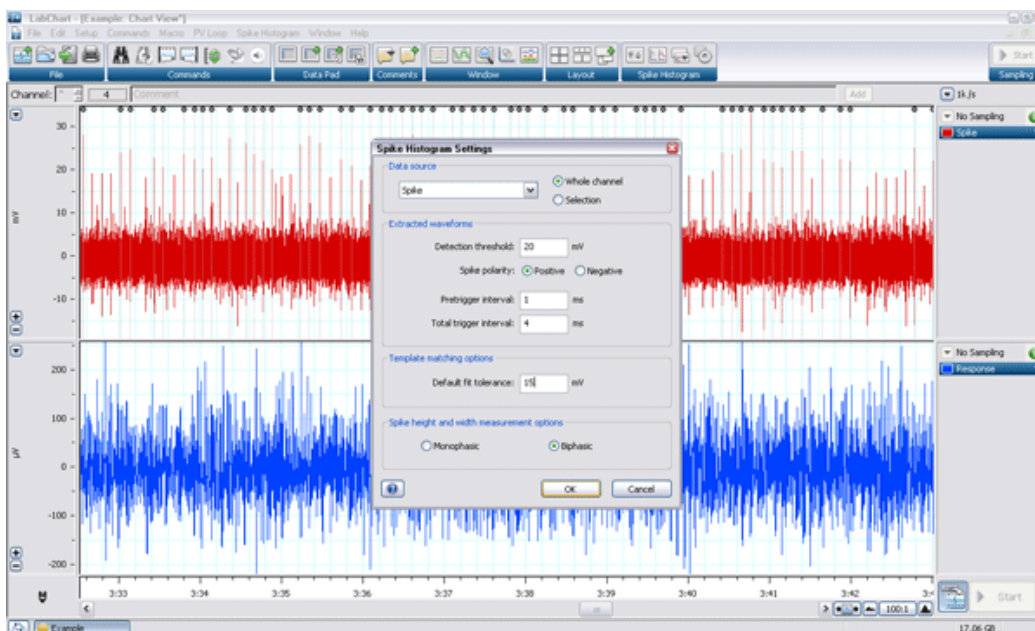 LabChart - [Example: Chart View*]
File Edit Setup Commands Macro PV Loop Spike Histogram Window Help
Start
File Commands Data Pad Comments Window Layout Spike Histogram Sampling
Channel: 4 Comment Add 1k /s
No Sampling
Spike
30
20
mV
10
0
-10
Spike Histogram Settings
Data source
Spike
Whole channel
Selection
Extracted waveforms
Detection threshold: 20 mV
Spike polarity: Positive Negative
Pretrigger interval: 1 ms
Total trigger interval: 4 ms
Template matching options
Default fit tolerance: 15 mV
Spike height and width measurement options
Monophasic Biphasic
OK Cancel
No Sampling
Response
200
100
µV
0
-100
-200
3:33 3:34 3:35 3:36 3:37 3:38 3:39 3:40 3:41 3:42
100:1
Start
Example 17.06 GB